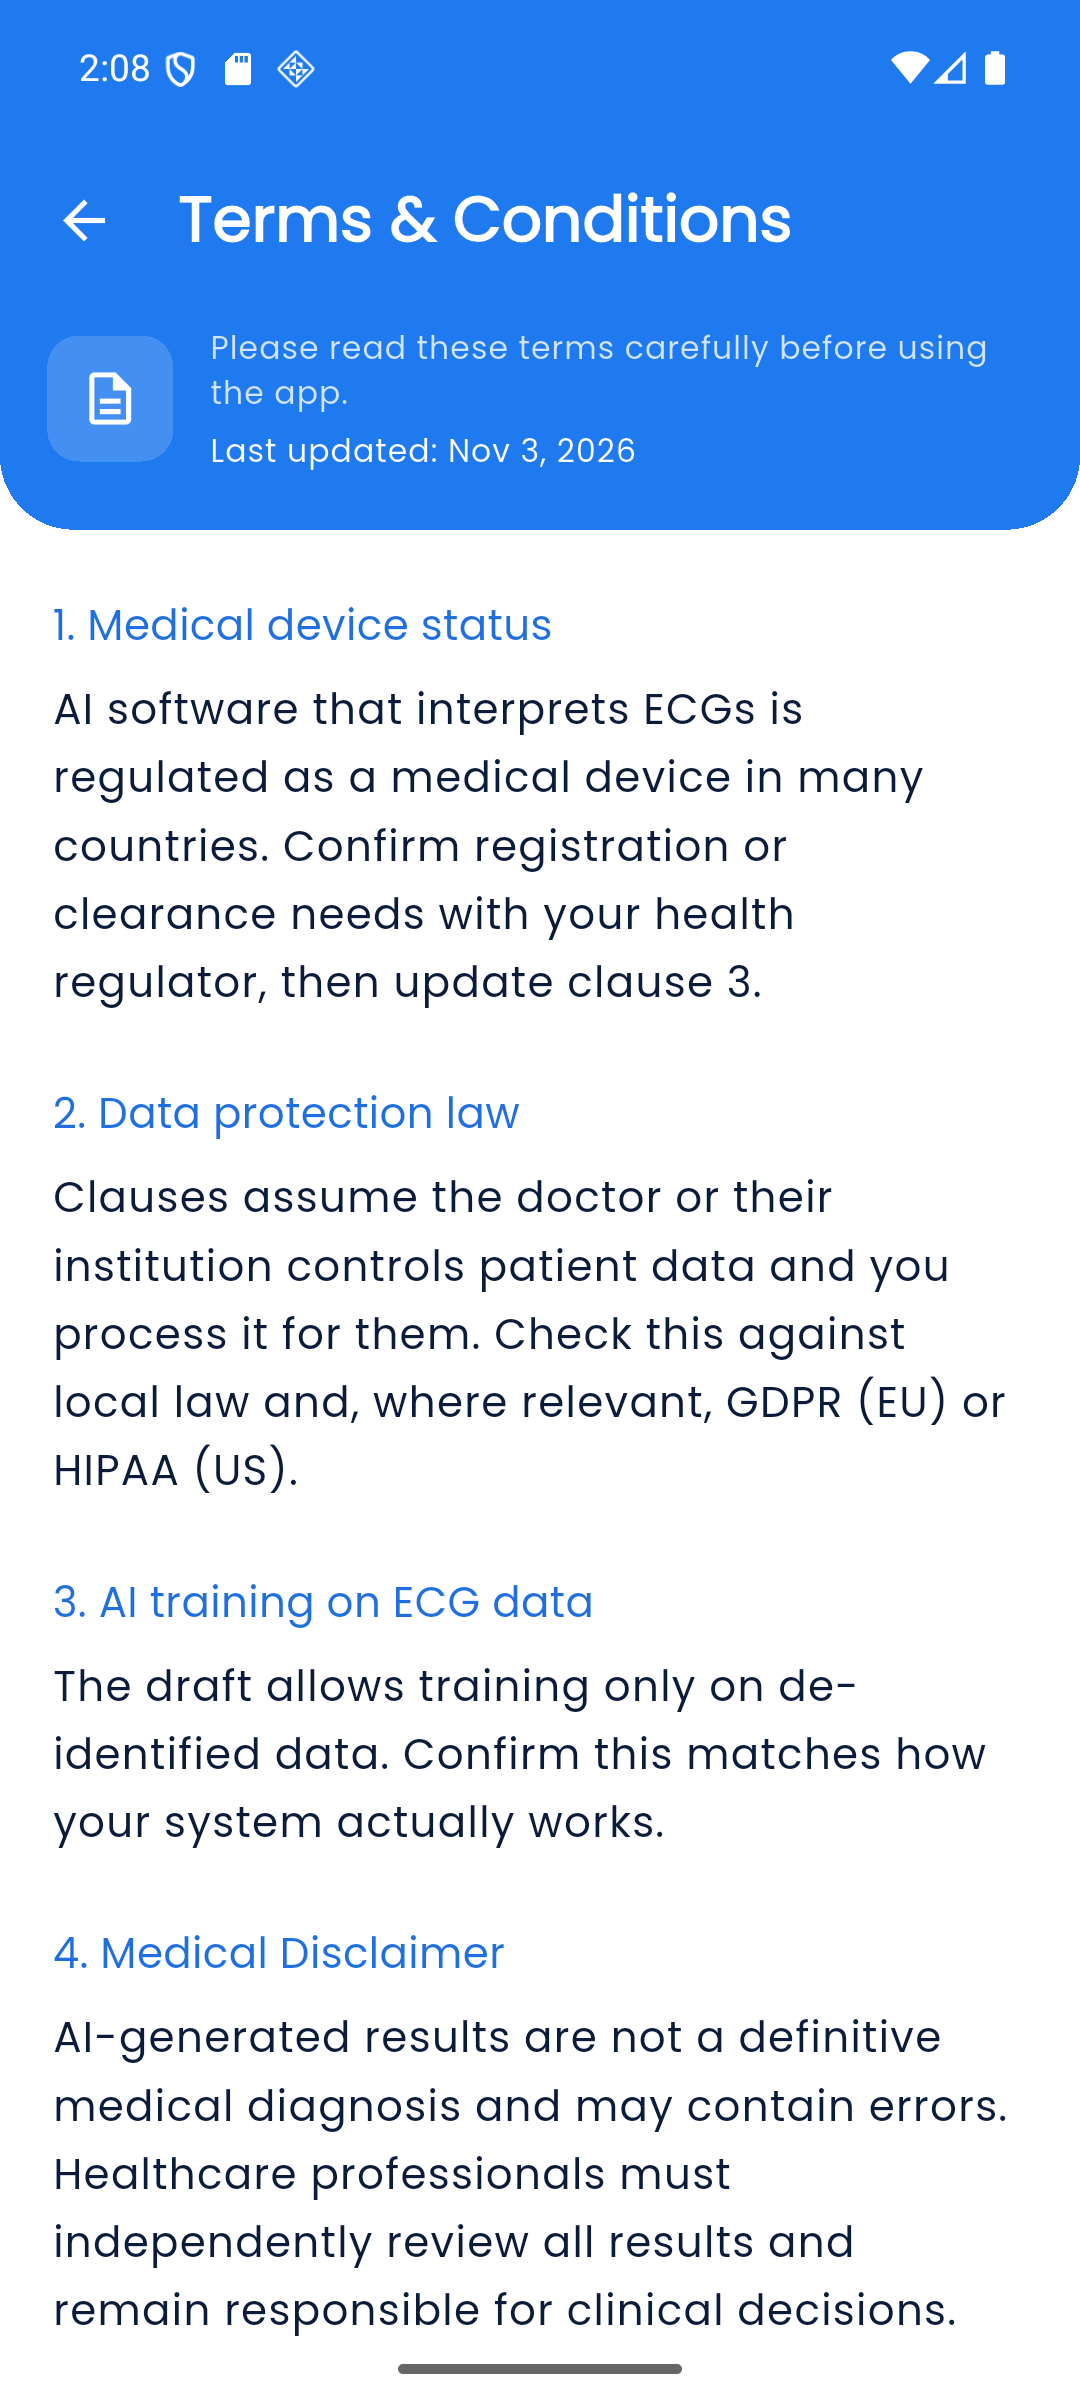 2:08
Terms & Conditions
Please read these terms carefully before using
the app.
Last updated: Nov 3, 2026
1. Medical device status
AI software that interprets ECGs is
regulated as a medical device in many
countries. Confirm registration or
clearance needs with your health
regulator, then update clause 3.
2. Data protection law
Clauses assume the doctor or their
institution controls patient data and you
process it for them. Check this against
local law and, where relevant, GDPR (EU) or
HIPAA (US).
3. AI training on ECG data
The draft allows training only on de-
identified data. Confirm this matches how
your system actually works.
4. Medical Disclaimer
AI-generated results are not a definitive
medical diagnosis and may contain errors.
Healthcare professionals must
independently review all results and
remain responsible for clinical decisions.